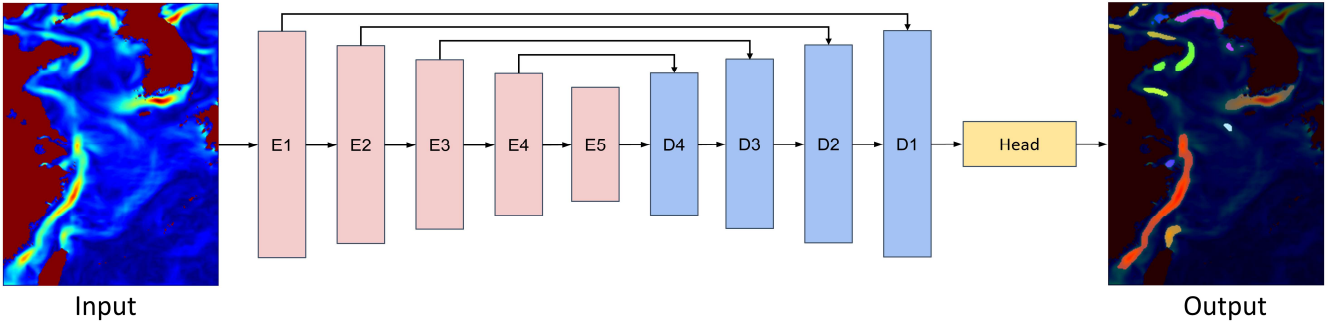 E1
E2
E3
E4
E5
D4
D3
D2
D1
Head
Input
Output